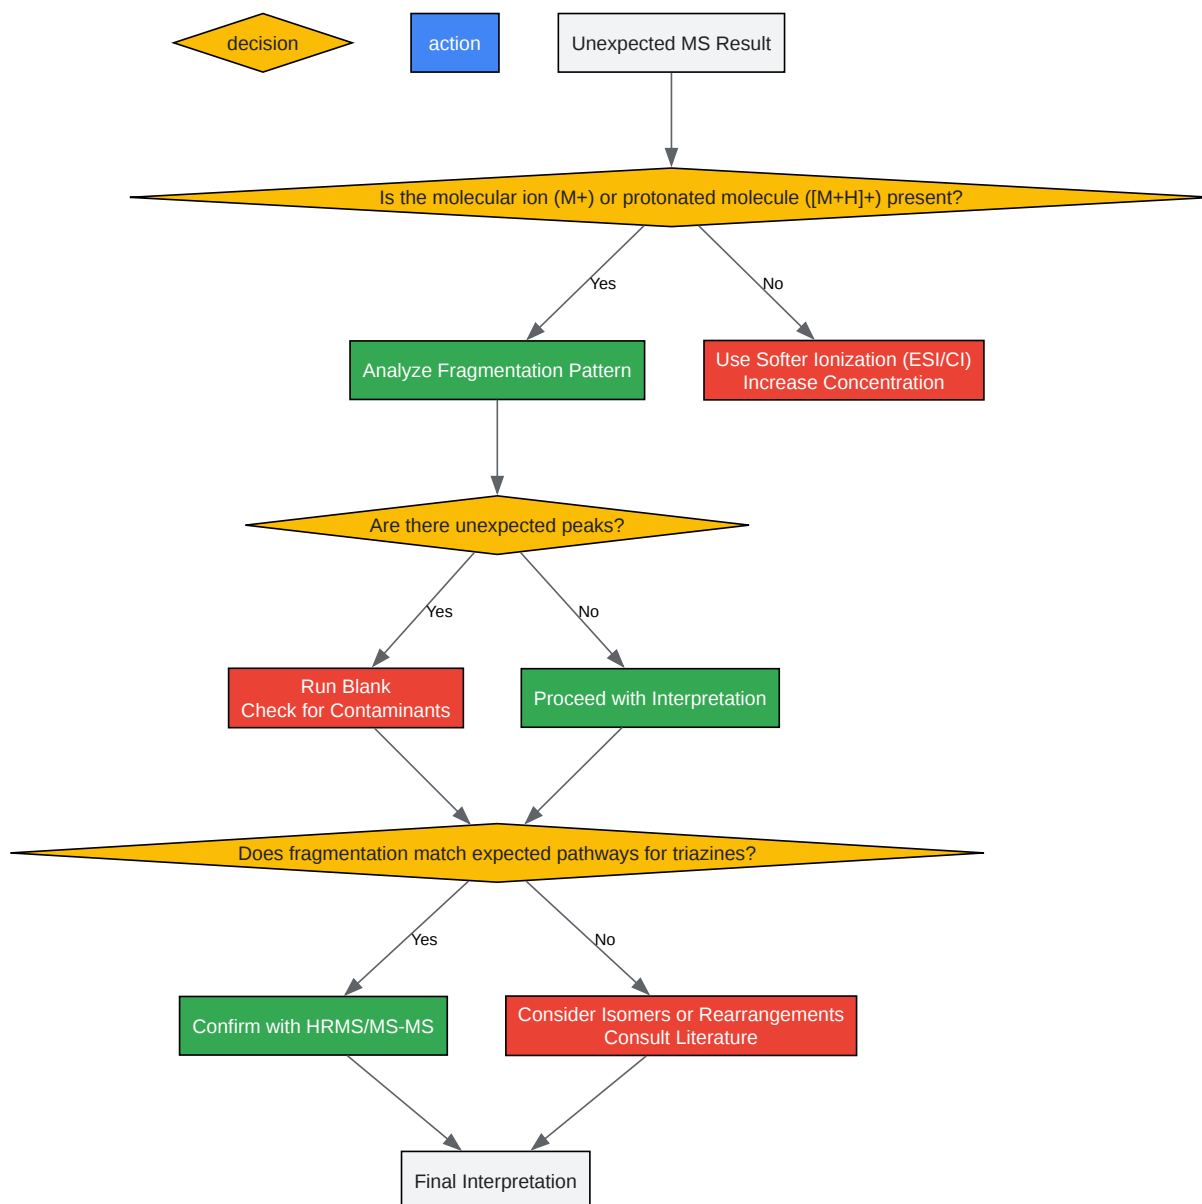 decision
action
Unexpected MS Result
Is the molecular ion (M+) or protonated molecule ([M+H]+) present?
Yes
No
Analyze Fragmentation Pattern
Use Softer Ionization (ESI/CI)
Increase Concentration
Are there unexpected peaks?
Yes
No
Run Blank
Check for Contaminants
Proceed with Interpretation
Does fragmentation match expected pathways for triazines?
Yes
No
Confirm with HRMS/MS-MS
Consider Isomers or Rearrangements
Consult Literature
Final Interpretation